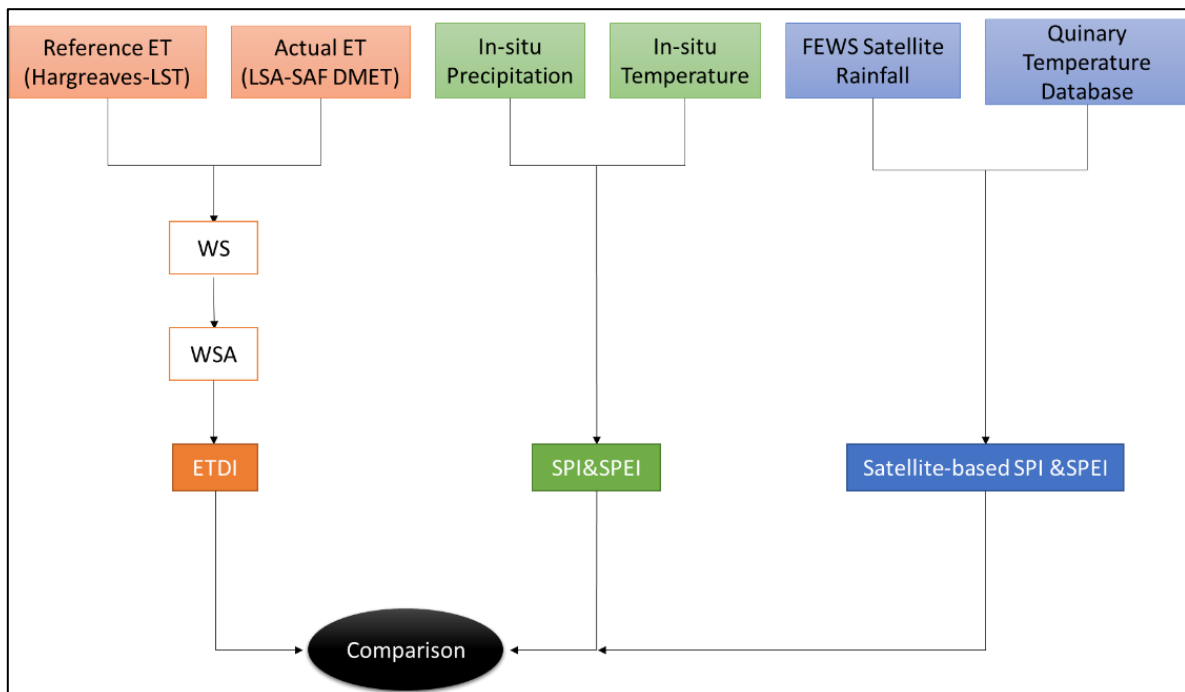 Reference ET
(Hargreaves-LST)
Actual ET
(LSA-SAF DMET)
In-situ
Precipitation
In-situ
Temperature
FEWS Satellite
Rainfall
Quinary
Temperature
Database
WS
WSA
ETDI
SPI&SPEI
Satellite-based SPI &SPEI
Comparison